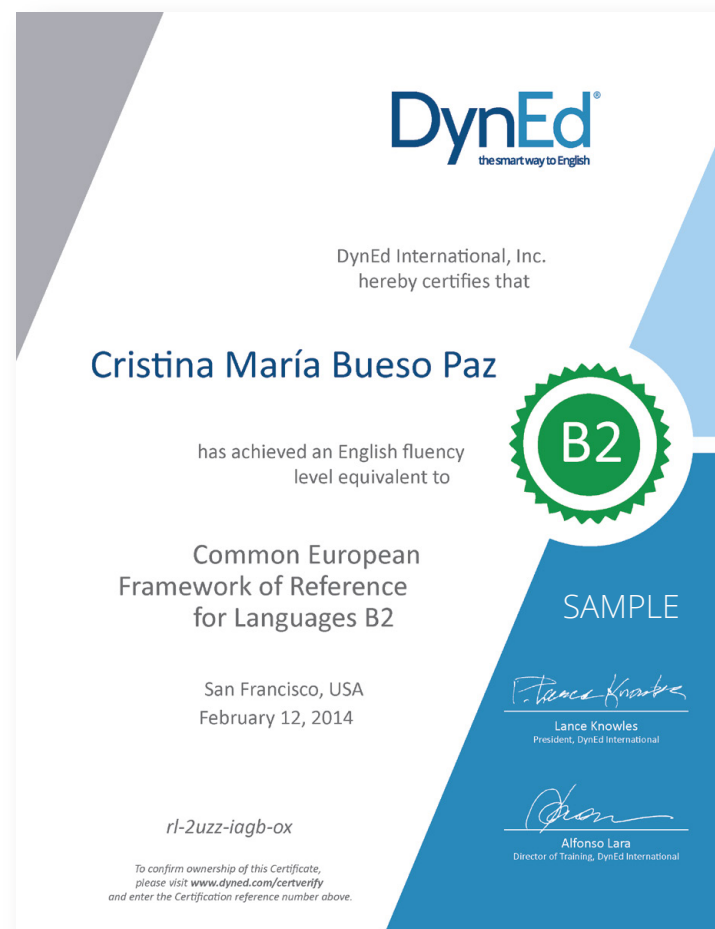 DynEd®
the smart way to English
DynEd International, Inc.
hereby certifies that
Cristina María Bueso Paz
has achieved an English fluency
level equivalent to
B2
Common European
Framework of Reference
for Languages B2
SAMPLE
San Francisco, USA
February 12, 2014
Lance Knowles
President, DynEd International
rl-2uzz-iagb-ox
Alfonso Lara
Director of Training, DynEd International
To confirm ownership of this Certificate,
please visit www.dyned.com/certverify
and enter the Certification reference number above.